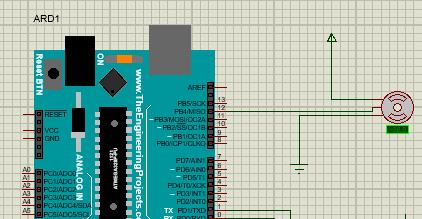 ARD1
Reset BTN
ON
www.TheEngineeringProjects
AREF
PB5/SCK
PB4/MISO
PB3/MOSI/OC2A
PB2/SS/OC1B
PB1/OC1A
PB0/ICP1/CLKO
13
12
11
10
9
8
RESET
VCC
GND
ANALOG IN
ATMEGA328P-PU
1121
A0
A1
A2
A3
A4
A5
PC0/ADC0
PC1/ADC1
PC2/ADC2
PC3/ADC3
PC4/ADC4/SDA
PC5/ADC5/SCL
PD7/AIN1
PD6/AIN0
PD5/T1
PD4/T0/XCK
PD3/INT1
PD2/INT0
PD1/TXD
7
6
5
4
3
2
1
TX